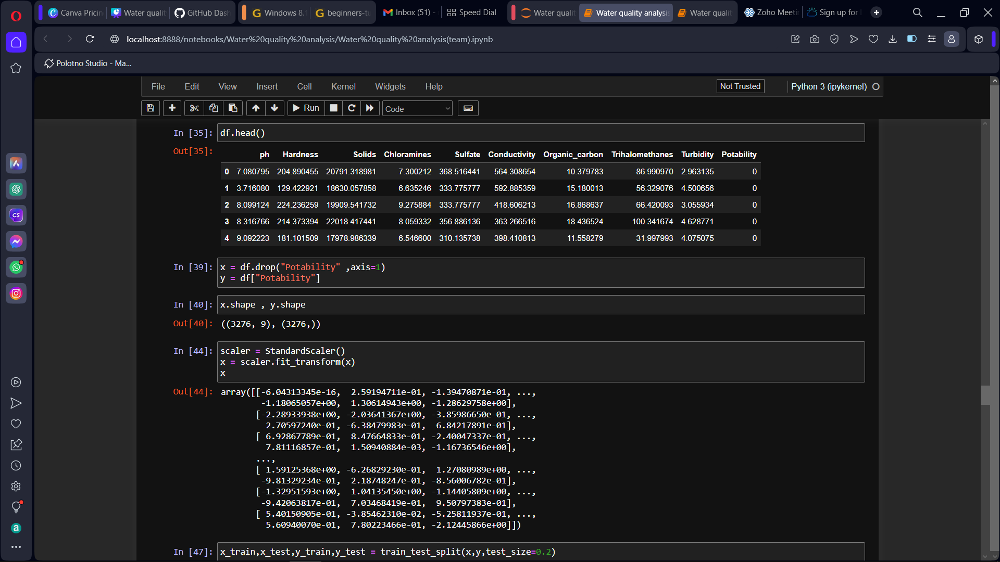 Canva Pricin
Water qualit
GitHub Dash
Windows 8.1
beginners-tu
Inbox (51) -
Speed Dial
Water qualit
Water quality analysis
Water qualit
Zoho Meetin
Sign up for
localhost:8888/notebooks/Water%20quality%20analysis/Water%20quality%20analysis(team).ipynb
Polotno Studio - Ma...
File Edit View Insert Cell Kernel Widgets Help
Not Trusted
Python 3 (ipykernel)
Run
Code
In [35]: df.head()
Out[35]:
ph Hardness Solids Chloramines Sulfate Conductivity Organic_carbon Trihalomethanes Turbidity Potability
0 7.080795 204.890455 20791.318981 7.300212 368.516441 564.308654 10.379783 86.990970 2.963135 0
1 3.716080 129.422921 18630.057858 6.635246 333.775777 592.885359 15.180013 56.329076 4.500656 0
2 8.099124 224.236259 19909.541732 9.275884 333.775777 418.606213 16.868637 66.420093 3.055934 0
3 8.316766 214.373394 22018.417441 8.059332 356.886136 363.266516 18.436524 100.341674 4.628771 0
4 9.092223 181.101509 17978.986339 6.546600 310.135738 398.410813 11.558279 31.997993 4.075075 0
In [39]: x = df.drop("Potability" ,axis=1)
y = df["Potability"]
In [40]: x.shape , y.shape
Out[40]: ((3276, 9), (3276,))
In [44]: scaler = StandardScaler()
x = scaler.fit_transform(x)
x
Out[44]: array([[-6.04313345e-16, 2.59194711e-01, -1.39470871e-01, ...,
-1.18065057e+00, 1.30614943e+00, -1.28629758e+00],
[-2.28933938e+00, -2.03641367e+00, -3.85986650e-01, ...,
2.70597240e-01, -6.38479983e-01, 6.84217891e-01],
[ 6.92867789e-01, 8.47664833e-01, -2.40047337e-01, ...,
7.81116857e-01, 1.50940884e-03, -1.16736546e+00],
...,
[ 1.59125368e+00, -6.26829230e-01, 1.27080989e+00, ...,
-9.81329234e-01, 2.18748247e-01, -8.56006782e-01],
[-1.32951593e+00, 1.04135450e+00, -1.14405809e+00, ...,
-9.42063817e-01, 7.03468419e-01, 9.50797383e-01],
[ 5.40150905e-01, -3.85462310e-02, -5.25811937e-01, ...,
5.60940070e-01, 7.80223466e-01, -2.12445866e+00]])
In [47]: x_train,x_test,y_train,y_test = train_test_split(x,y,test_size=0.2)
CS
a